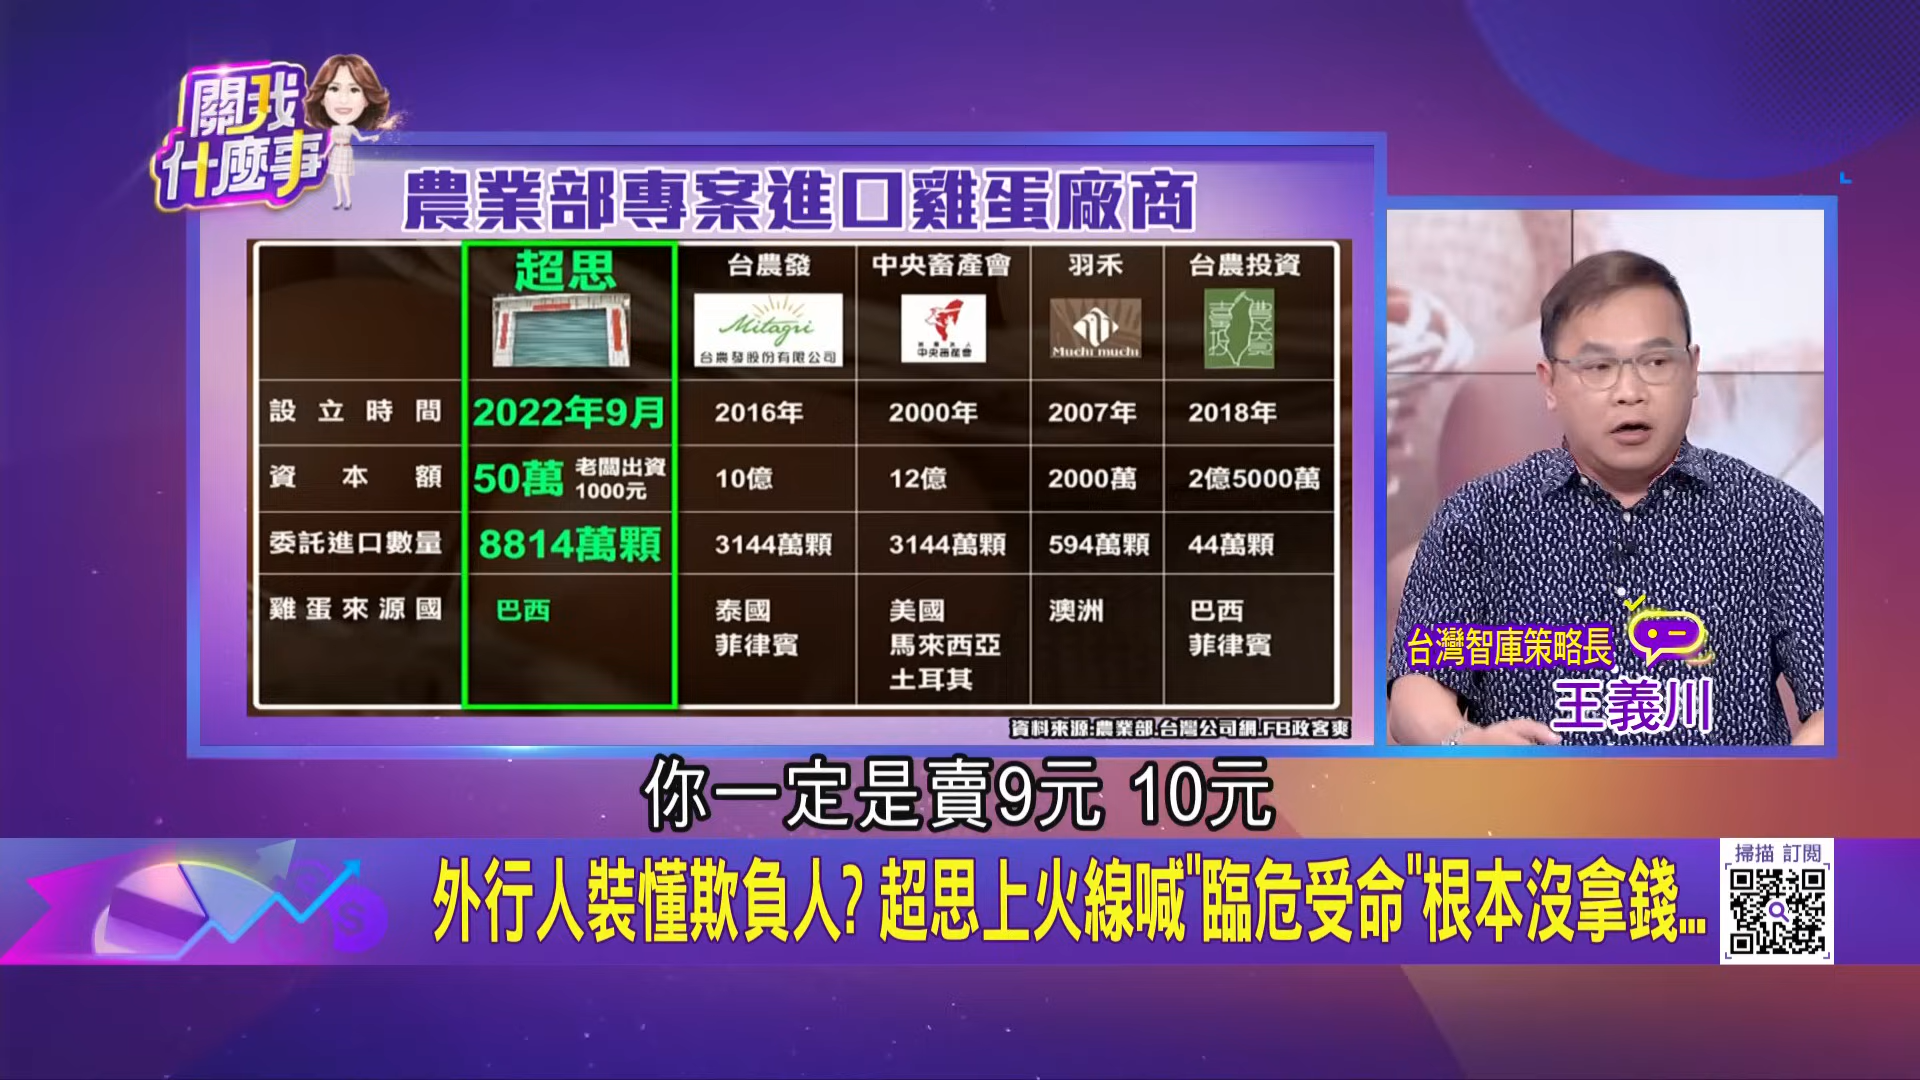 關我
什麼事
農業部專案進口雞蛋廠商
超思 台農發 中央畜產會 羽禾 台農投資
Mitagri
台農發股份有限公司
中央畜產會
Muchi muchi
設立時間 2022年9月 2016年 2000年 2007年 2018年
資本額 50萬 老闆出資1000元 10億 12億 2000萬 2億5000萬
委託進口數量 8814萬顆 3144萬顆 3144萬顆 594萬顆 44萬顆
雞蛋來源國 巴西 泰國 美國 澳洲 巴西
菲律賓 馬來西亞 菲律賓
土耳其
資料來源:農業部.台灣公司網.FB政客爽
台灣智庫策略長
王義川
你一定是賣9元 10元
外行人裝懂欺負人? 超思上火線喊"臨危受命"根本沒拿錢...
掃描 訂閱